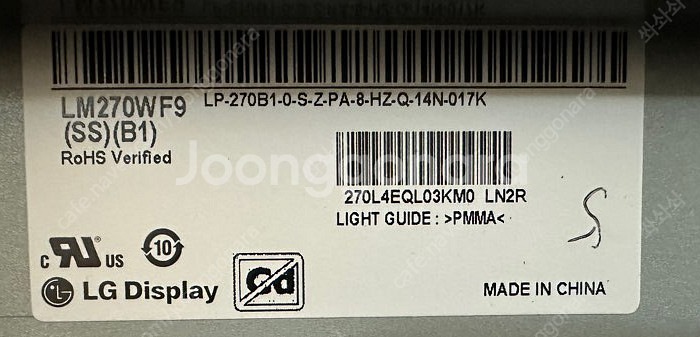 LM270WF9
(SS)(B1)
RoHS Verified
LP-270B1-0-S-Z-PA-8-HZ-Q-14N-017K
270L4EQL03KM0 LN2R
LIGHT GUIDE : >PMMA<
Joongonara
c RU US
10
LG Display
Cd
MADE IN CHINA